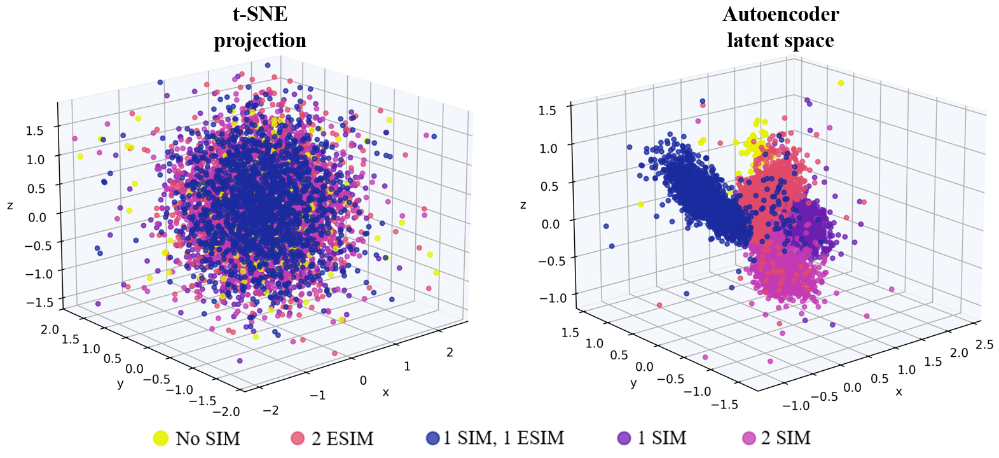 t-SNE
projection
Autoencoder
latent space
1.5
1.0
0.5
0.0
−0.5
−1.0
−1.5
z
2.0
1.5
1.0
0.5
0.0
−0.5
−1.0
−1.5
−2.0
y
−2
−1
0
1
2
x
1.5
1.0
0.5
0.0
−0.5
−1.0
z
1.5
1.0
0.5
0.0
−0.5
−1.0
−1.5
y
−1.0
−0.5
0.0
0.5
1.0
1.5
2.0
2.5
x
No SIM
2 ESIM
1 SIM, 1 ESIM
1 SIM
2 SIM